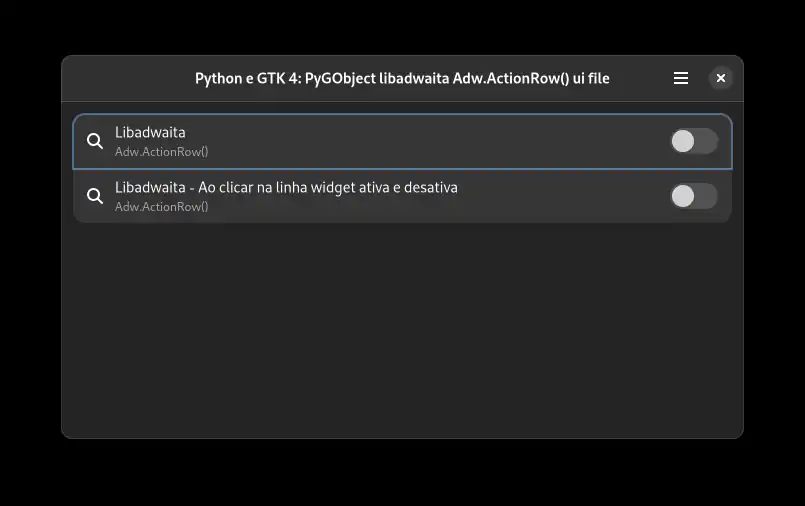 Python e GTK 4: PyGObject libadwaita Adw.ActionRow() ui file
Libadwaita
Adw.ActionRow()
Libadwaita - Ao clicar na linha widget ativa e desativa
Adw.ActionRow()